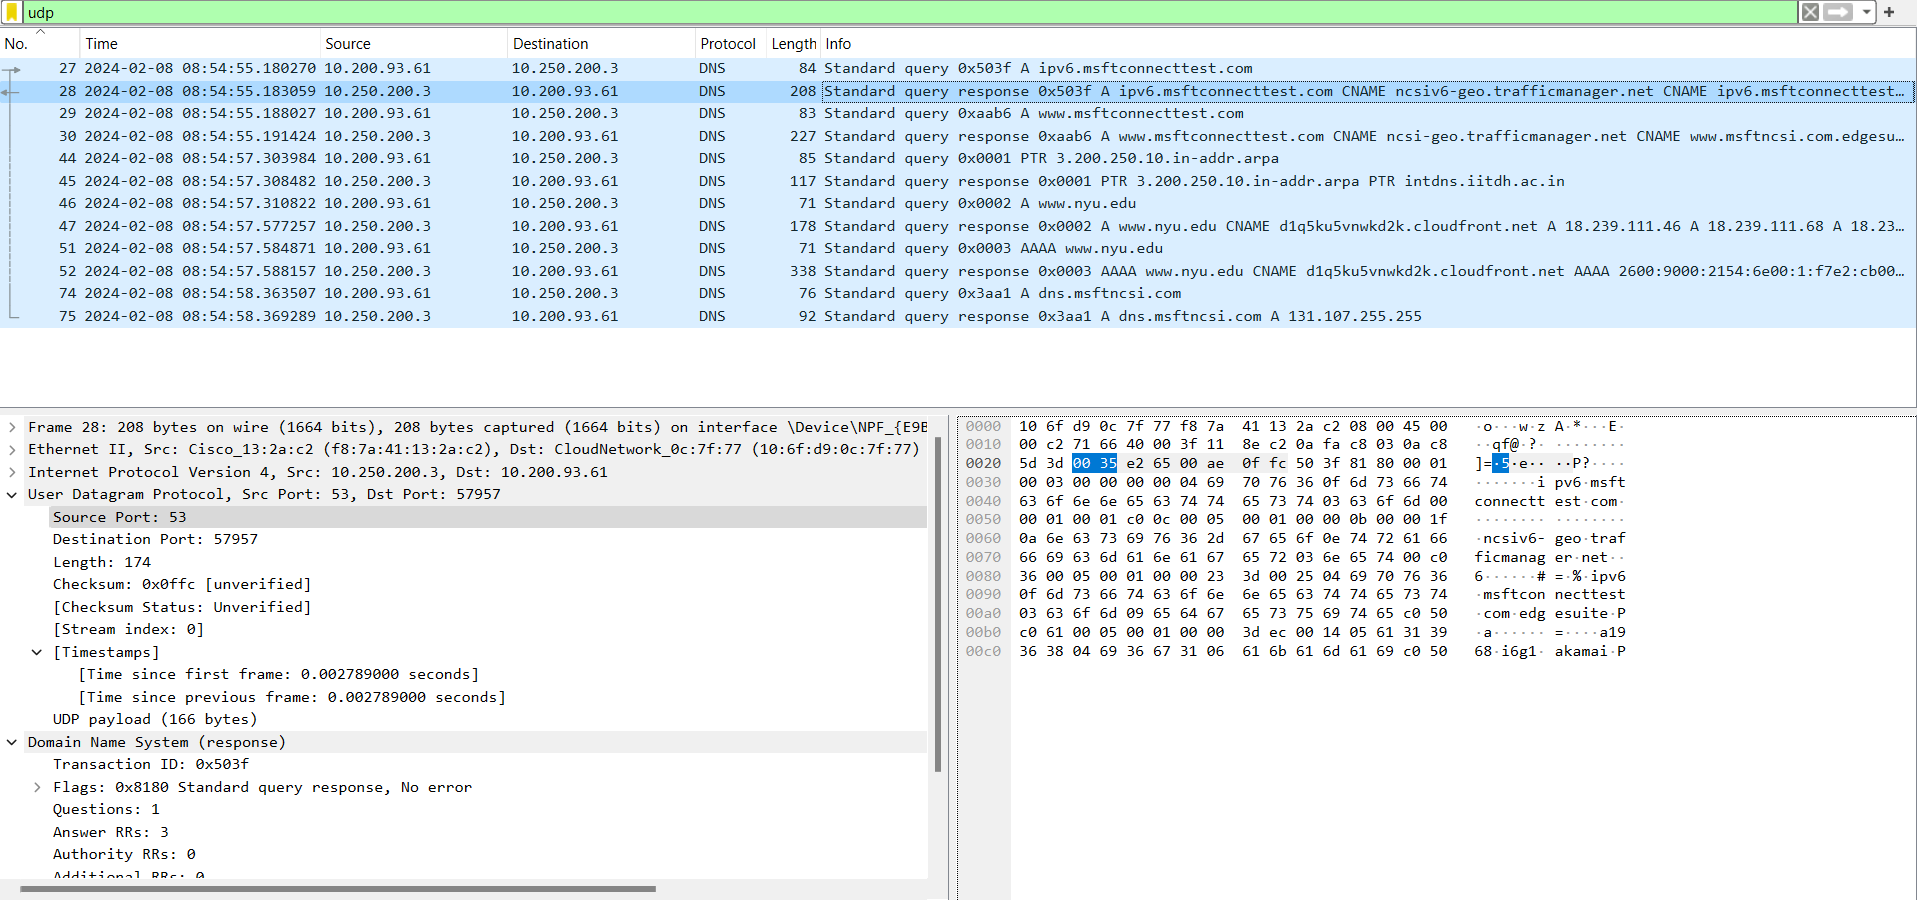 udp
No. Time Source Destination Protocol Length Info
27 2024-02-08 08:54:55.180270 10.200.93.61 10.250.200.3 DNS 84 Standard query 0x503f A ipv6.msftconnecttest.com
28 2024-02-08 08:54:55.183059 10.250.200.3 10.200.93.61 DNS 208 Standard query response 0x503f A ipv6.msftconnecttest.com CNAME ncsiv6-geo.trafficmanager.net CNAME ipv6.msftconnecttest…
29 2024-02-08 08:54:55.188027 10.200.93.61 10.250.200.3 DNS 83 Standard query 0xaab6 A www.msftconnecttest.com
30 2024-02-08 08:54:55.191424 10.250.200.3 10.200.93.61 DNS 227 Standard query response 0xaab6 A www.msftconnecttest.com CNAME ncsi-geo.trafficmanager.net CNAME www.msftncsi.com.edgesu…
44 2024-02-08 08:54:57.303984 10.200.93.61 10.250.200.3 DNS 85 Standard query 0x0001 PTR 3.200.250.10.in-addr.arpa
45 2024-02-08 08:54:57.308482 10.250.200.3 10.200.93.61 DNS 117 Standard query response 0x0001 PTR 3.200.250.10.in-addr.arpa PTR intdns.iitdh.ac.in
46 2024-02-08 08:54:57.310822 10.200.93.61 10.250.200.3 DNS 71 Standard query 0x0002 A www.nyu.edu
47 2024-02-08 08:54:57.577257 10.250.200.3 10.200.93.61 DNS 178 Standard query response 0x0002 A www.nyu.edu CNAME d1q5ku5vnwkd2k.cloudfront.net A 18.239.111.46 A 18.239.111.68 A 18.23…
51 2024-02-08 08:54:57.584871 10.200.93.61 10.250.200.3 DNS 71 Standard query 0x0003 AAAA www.nyu.edu
52 2024-02-08 08:54:57.588157 10.250.200.3 10.200.93.61 DNS 338 Standard query response 0x0003 AAAA www.nyu.edu CNAME d1q5ku5vnwkd2k.cloudfront.net AAAA 2600:9000:2154:6e00:1:f7e2:cb00…
74 2024-02-08 08:54:58.363507 10.200.93.61 10.250.200.3 DNS 76 Standard query 0x3aa1 A dns.msftncsi.com
75 2024-02-08 08:54:58.369289 10.250.200.3 10.200.93.61 DNS 92 Standard query response 0x3aa1 A dns.msftncsi.com A 131.107.255.255
Frame 28: 208 bytes on wire (1664 bits), 208 bytes captured (1664 bits) on interface \Device\NPF_{E9B
Ethernet II, Src: Cisco_13:2a:c2 (f8:7a:41:13:2a:c2), Dst: CloudNetwork_0c:7f:77 (10:6f:d9:0c:7f:77)
Internet Protocol Version 4, Src: 10.250.200.3, Dst: 10.200.93.61
User Datagram Protocol, Src Port: 53, Dst Port: 57957
Source Port: 53
Destination Port: 57957
Length: 174
Checksum: 0x0ffc [unverified]
[Checksum Status: Unverified]
[Stream index: 0]
[Timestamps]
[Time since first frame: 0.002789000 seconds]
[Time since previous frame: 0.002789000 seconds]
UDP payload (166 bytes)
Domain Name System (response)
Transaction ID: 0x503f
Flags: 0x8180 Standard query response, No error
Questions: 1
Answer RRs: 3
Authority RRs: 0
Additional RRs: 0
0000 10 6f d9 0c 7f 77 f8 7a 41 13 2a c2 08 00 45 00 ·o···w·z A·*···E·
0010 00 c2 71 66 40 00 3f 11 8e c2 0a fa c8 03 0a c8 ··qf@·?· ········
0020 5d 3d 00 35 e2 65 00 ae 0f fc 50 3f 81 80 00 01 ]=·5·e·· ··P?····
0030 00 03 00 00 00 00 04 69 70 76 36 0f 6d 73 66 74 ·······i pv6·msft
0040 63 6f 6e 6e 65 63 74 74 65 73 74 03 63 6f 6d 00 connectt est·com·
0050 00 01 00 01 c0 0c 00 05 00 01 00 00 0b 00 00 1f ········ ········
0060 0a 6e 63 73 69 76 36 2d 67 65 6f 0e 74 72 61 66 ·ncsiv6- geo·traf
0070 66 69 63 6d 61 6e 61 67 65 72 03 6e 65 74 00 c0 ficmanag er·net··
0080 36 00 05 00 01 00 00 23 3d 00 25 04 69 70 76 36 6······# =·%·ipv6
0090 0f 6d 73 66 74 63 6f 6e 6e 65 63 74 74 65 73 74 ·msftcon necttest
00a0 03 63 6f 6d 09 65 64 67 65 73 75 69 74 65 c0 50 ·com·edg esuite·P
00b0 c0 61 00 05 00 01 00 00 3d ec 00 14 05 61 31 39 ·a······ =····a19
00c0 36 38 04 69 36 67 31 06 61 6b 61 6d 61 69 c0 50 68·i6g1· akamai·P